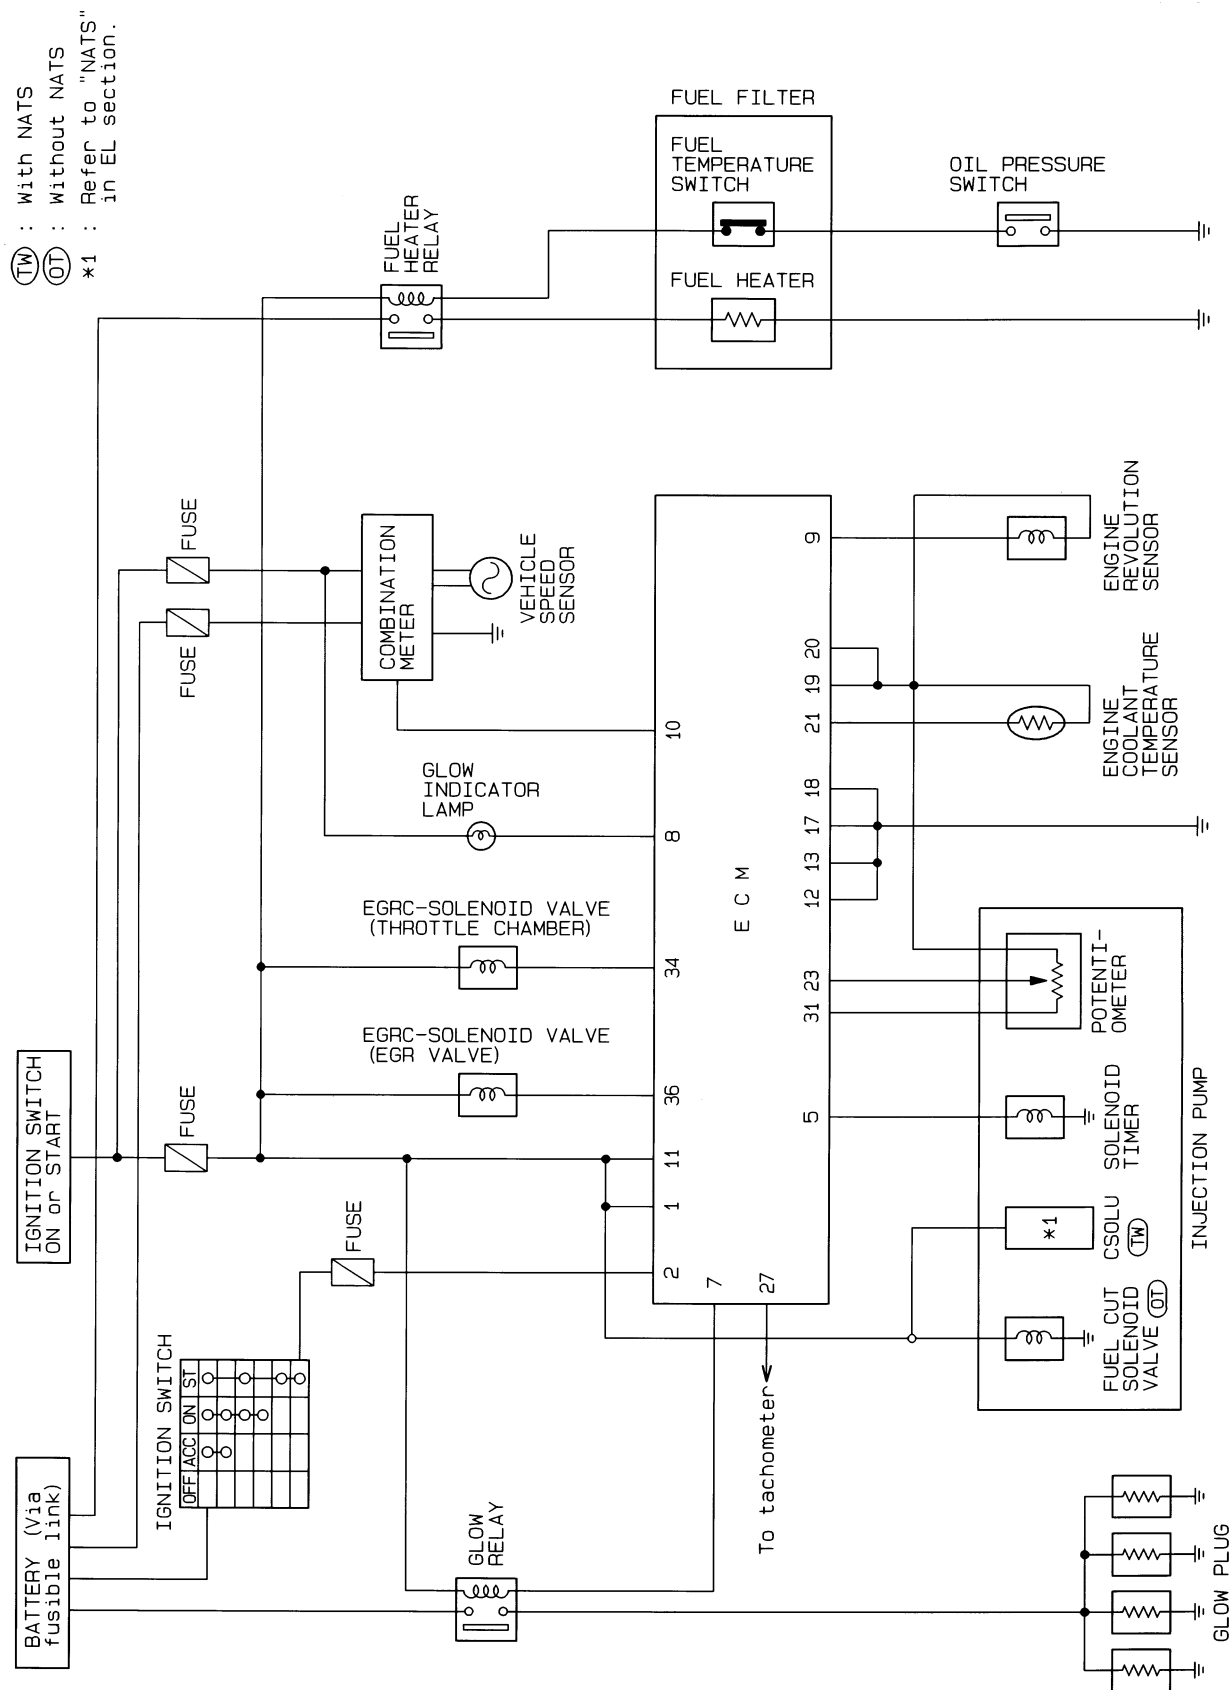 TW : With NATS
OT : Without NATS
*1 : Refer to "NATS"
in EL section.
FUEL FILTER
FUEL
TEMPERATURE
SWITCH
OIL PRESSURE
SWITCH
FUEL
HEATER
RELAY
FUEL HEATER
FUSE
FUSE
COMBINATION
METER
VEHICLE
SPEED
SENSOR
9
ENGINE
REVOLUTION
SENSOR
20
19
21
ENGINE
COOLANT
TEMPERATURE
SENSOR
10
GLOW
INDICATOR
LAMP
8
18
17
13
12
ECM
EGRC-SOLENOID VALVE
(THROTTLE CHAMBER)
34
23
31
POTENTI-
OMETER
EGRC-SOLENOID VALVE
(EGR VALVE)
36
5
SOLENOID
TIMER
IGNITION SWITCH
ON or START
FUSE
11
1
FUSE
2
7
27
*1
CSOLU
TW
INJECTION PUMP
FUEL CUT
SOLENOID
VALVE OT
To tachometer
IGNITION SWITCH
OFF ACC ON ST
BATTERY (Via
fusible link)
GLOW
RELAY
GLOW PLUG